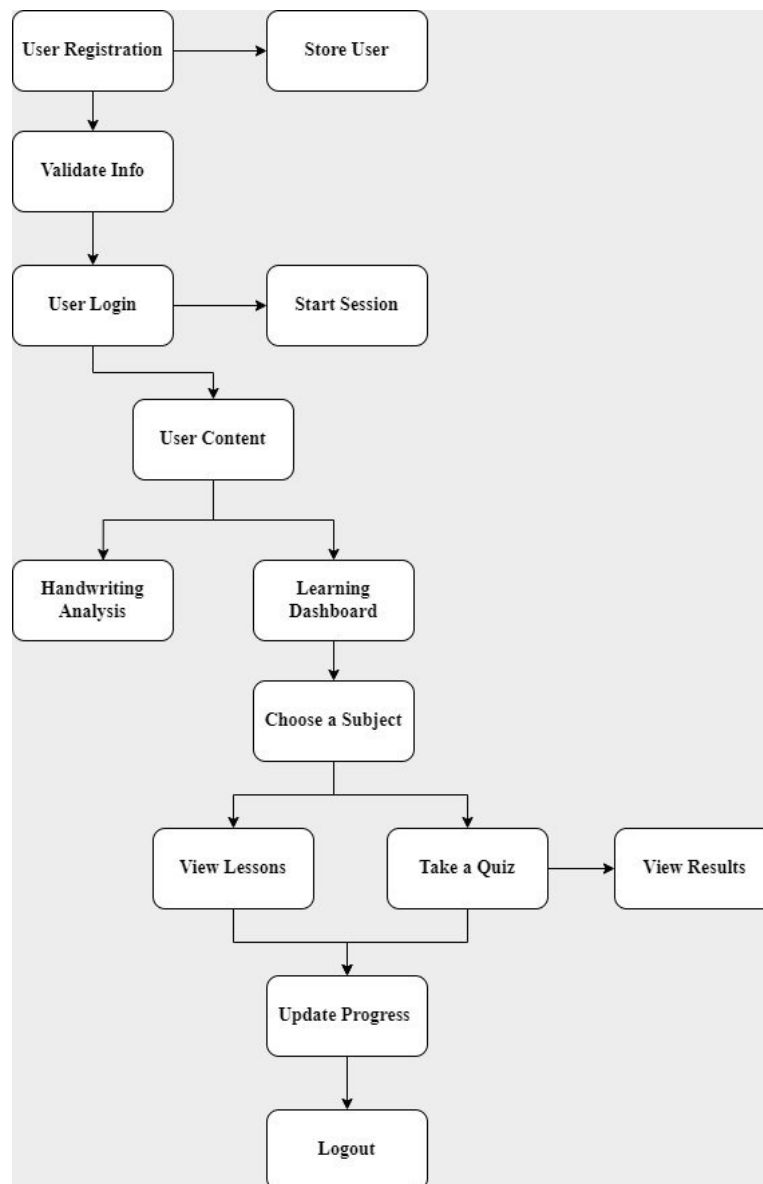 User Registration
Store User
Validate Info
User Login
Start Session
User Content
Handwriting
Analysis
Learning
Dashboard
Choose a Subject
View Lessons
Take a Quiz
View Results
Update Progress
Logout